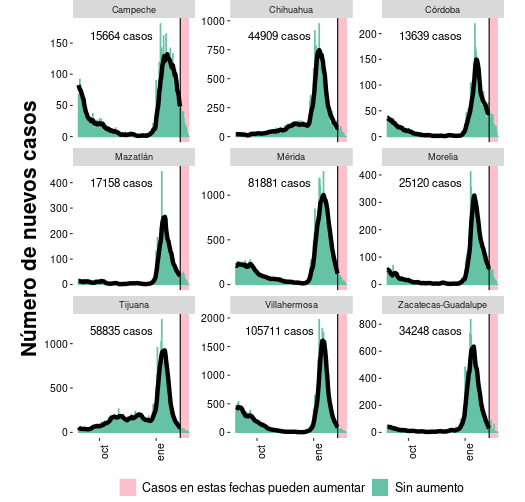 Número de nuevos casos
Campeche
15664 casos
150
100
50
0
Chihuahua
44909 casos
1000
750
500
250
0
Córdoba
13639 casos
200
150
100
50
0
Mazatlán
17158 casos
400
300
200
100
0
Mérida
81881 casos
1000
500
0
Morelia
25120 casos
400
300
200
100
0
Tijuana
58835 casos
1000
500
0
oct
ene
Villahermosa
105711 casos
2000
1500
1000
500
0
oct
ene
Zacatecas-Guadalupe
34248 casos
800
600
400
200
0
oct
ene
Casos en estas fechas pueden aumentar
Sin aumento